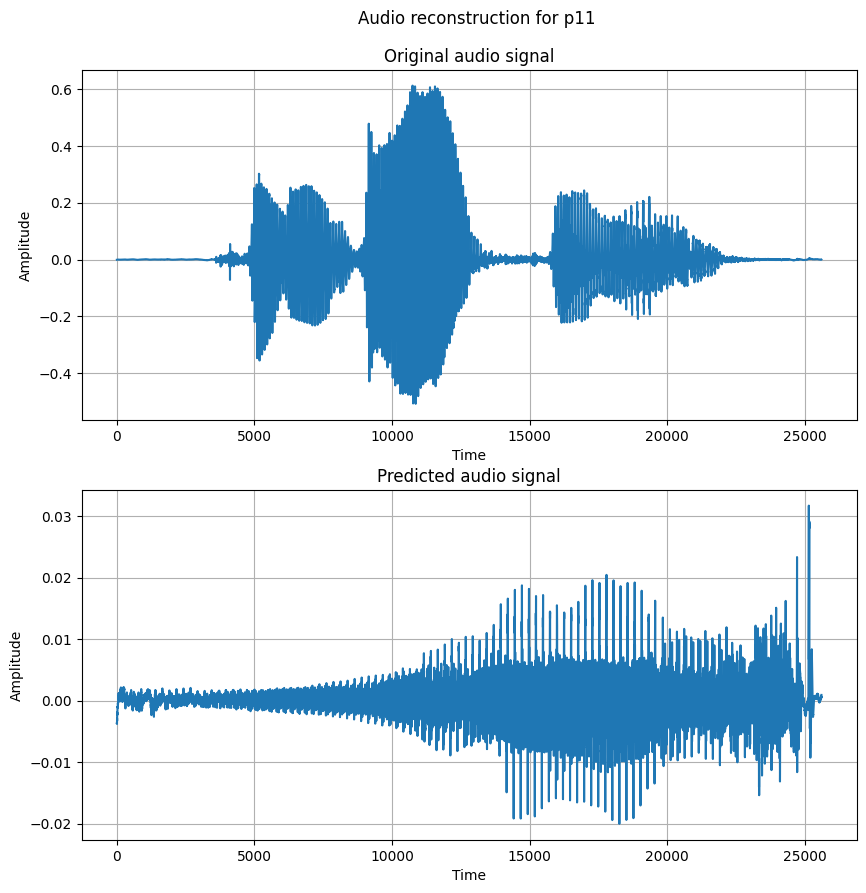 Audio reconstruction for p11
Original audio signal
0.6
0.4
0.2
0.0
−0.2
−0.4
Amplitude
0 5000 10000 15000 20000 25000
Time
Predicted audio signal
0.03
0.02
0.01
0.00
−0.01
−0.02
Amplitude
0 5000 10000 15000 20000 25000
Time